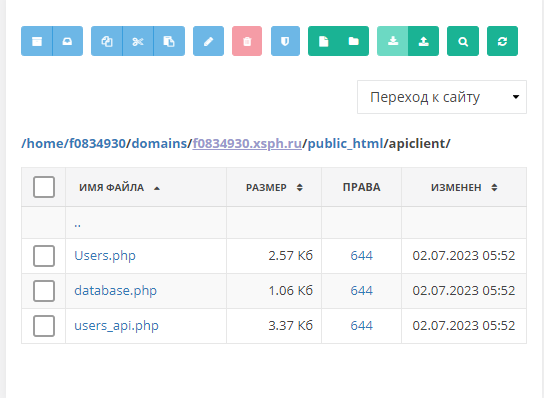 Переход к сайту
/home/f0834930/domains/f0834930.xsph.ru/public_html/apiclient/
ИМЯ ФАЙЛА РАЗМЕР ПРАВА ИЗМЕНЕН
..
Users.php 2.57 Кб 644 02.07.2023 05:52
database.php 1.06 Кб 644 02.07.2023 05:52
users_api.php 3.37 Кб 644 02.07.2023 05:52